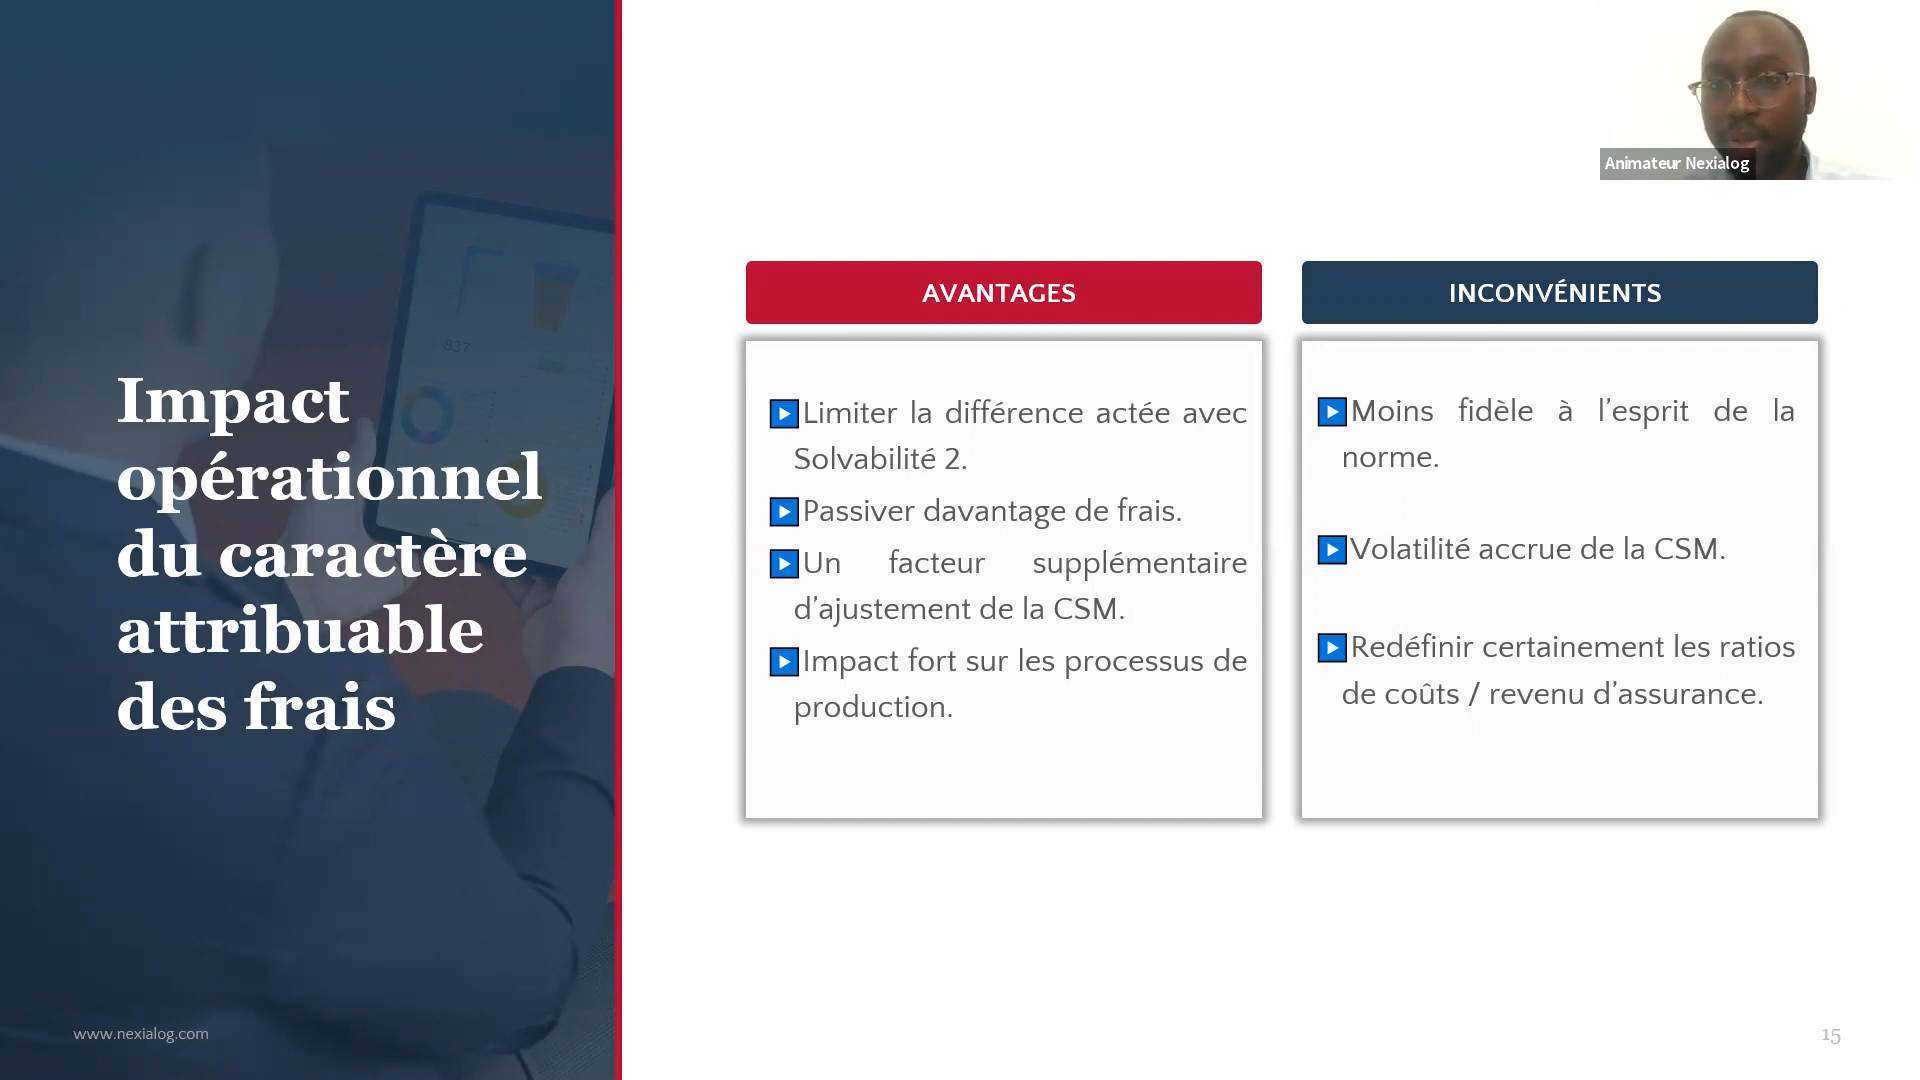 Animateur Nexialog
Impact
opérationnel
du caractère
attribuable
des frais
AVANTAGES
Limiter la différence actée avec
Solvabilité 2.
Passiver davantage de frais.
Un facteur supplémentaire
d’ajustement de la CSM.
Impact fort sur les processus de
production.
INCONVÉNIENTS
Moins fidèle à l’esprit de la
norme.
Volatilité accrue de la CSM.
Redéfinir certainement les ratios
de coûts / revenu d’assurance.
837
www.nexialog.com
15